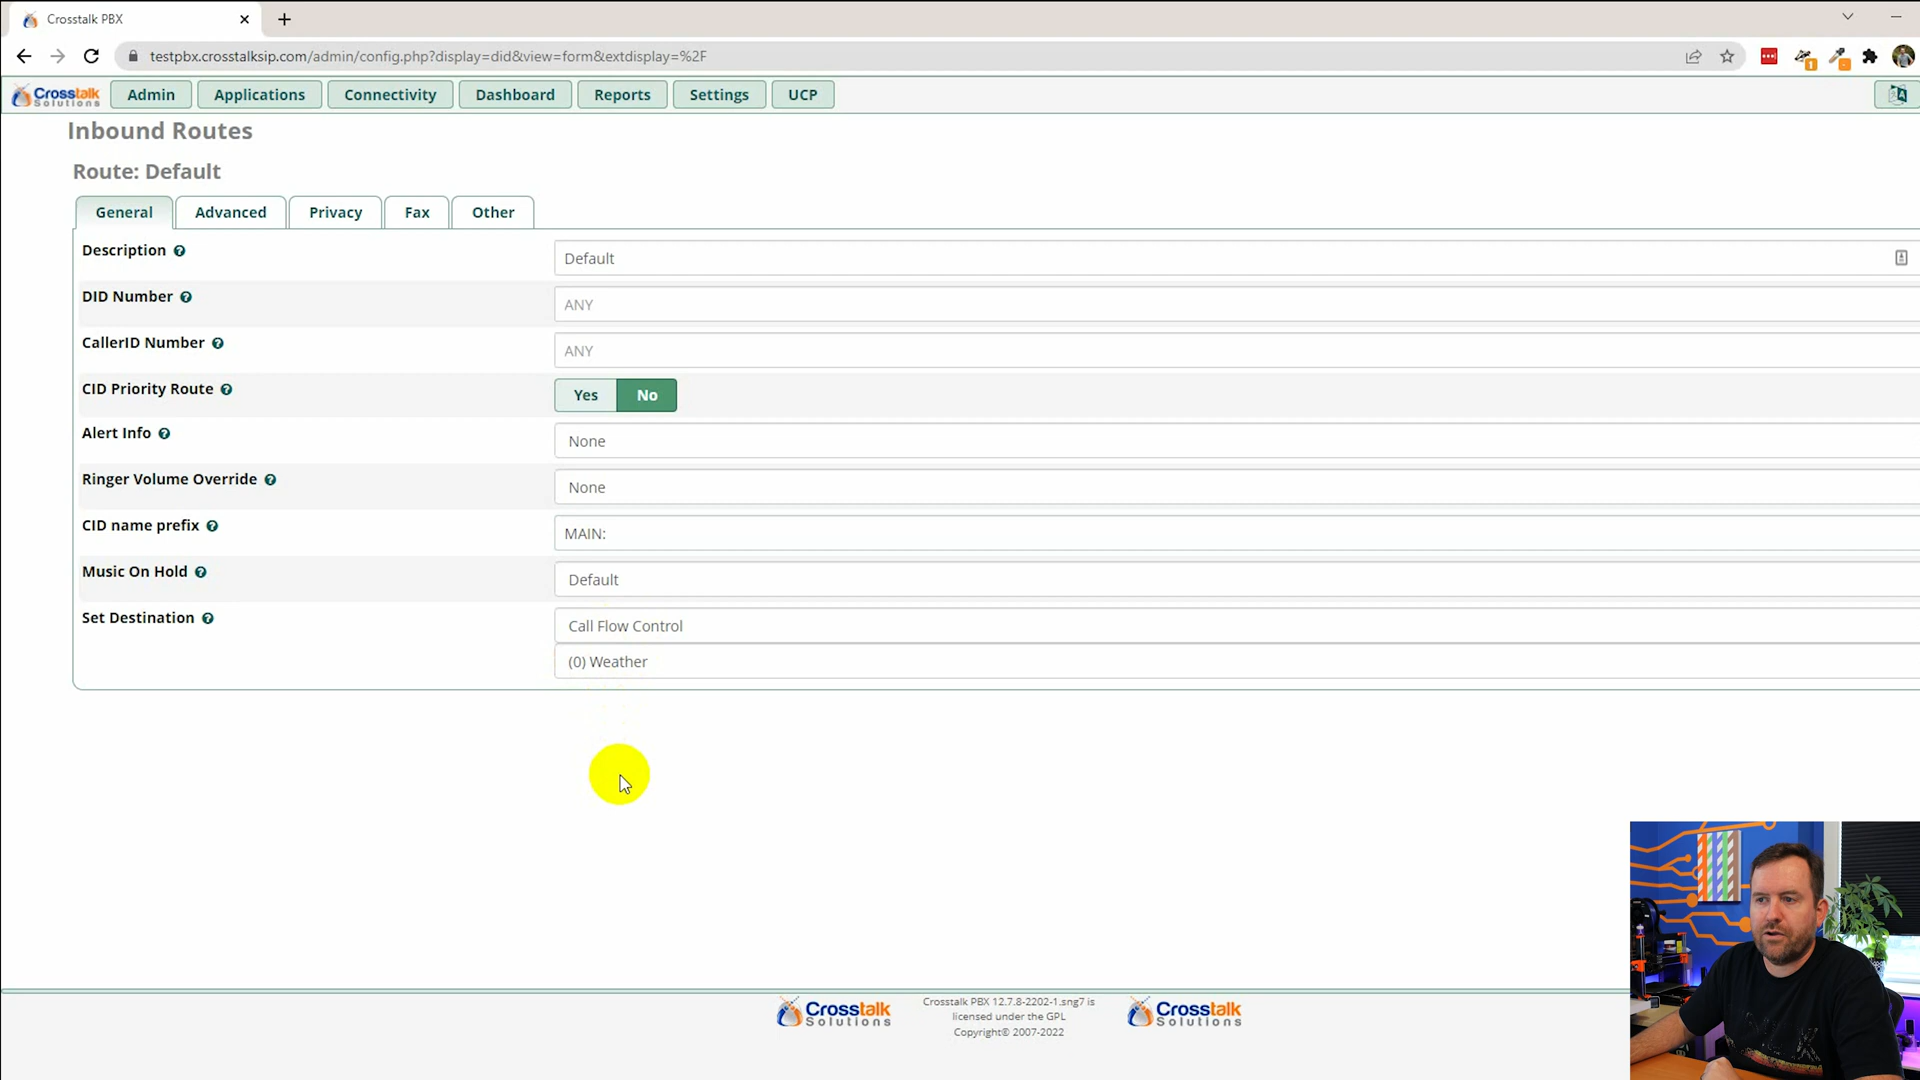 Crosstalk PBX
testpbx.crosstalksip.com/admin/config.php?display=did&view=form&extdisplay=%2F
1
Crosstalk Solutions
Admin
Applications
Connectivity
Dashboard
Reports
Settings
UCP
Inbound Routes
Route: Default
General
Advanced
Privacy
Fax
Other
Description
Default
DID Number
ANY
CallerID Number
ANY
CID Priority Route
Yes
No
Alert Info
None
Ringer Volume Override
None
CID name prefix
MAIN:
Music On Hold
Default
Set Destination
Call Flow Control
(0) Weather
Crosstalk
Solutions
Crosstalk PBX 12.7.8-2202-1.sng7 is
licensed under the GPL
Copyright© 2007-2022
Crosstalk
Solutions